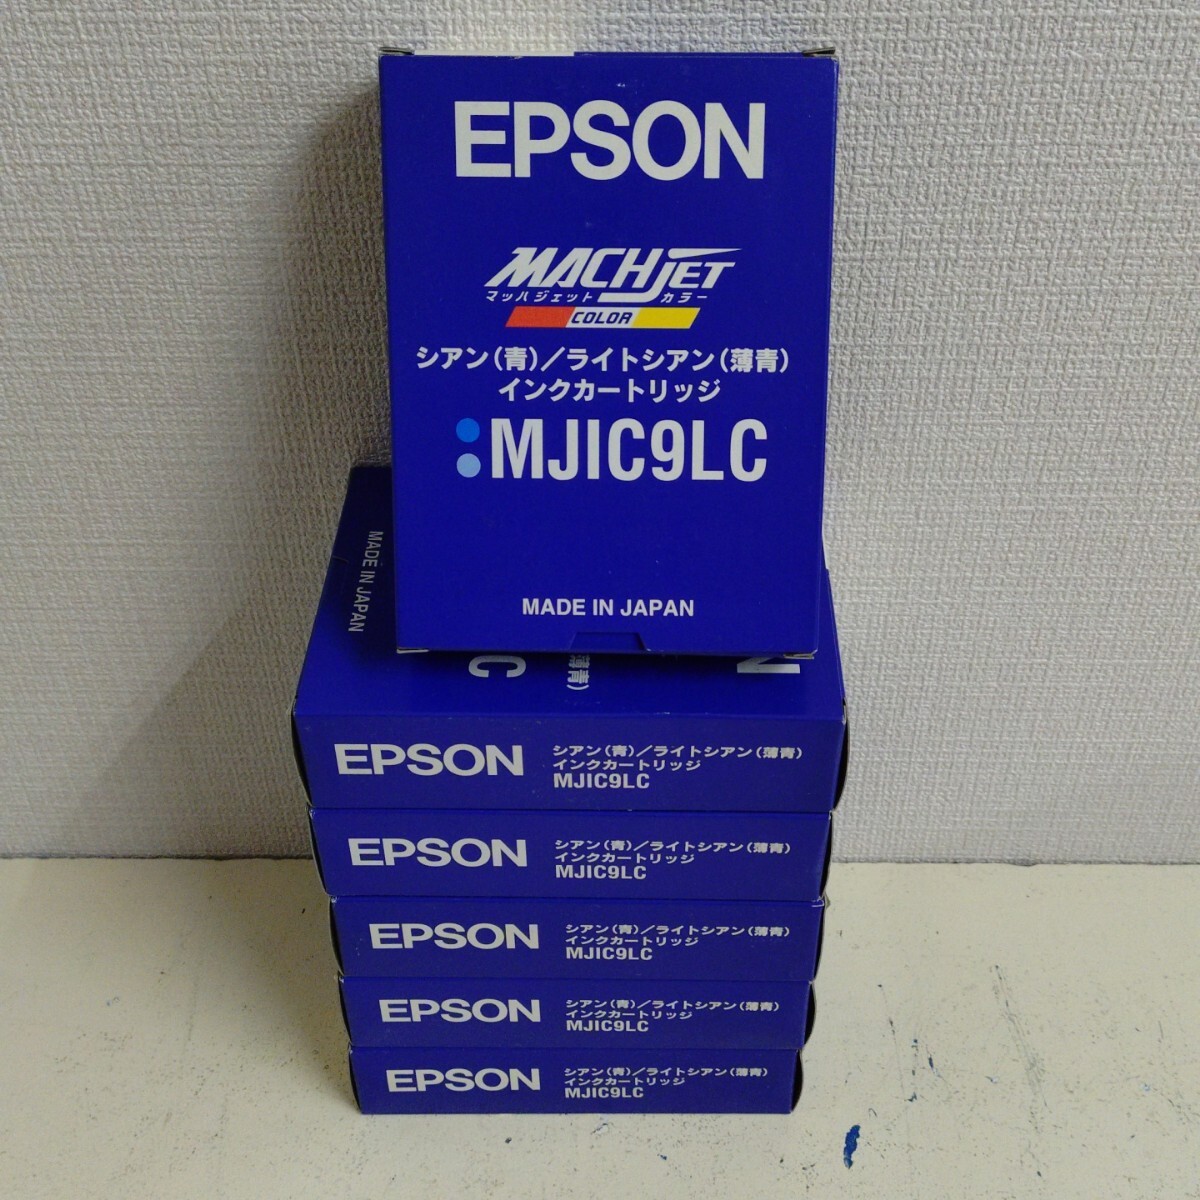 EPSON
MACHJET
マッハジェット カラー
COLOR
シアン(青)/ライトシアン(薄青)
インクカートリッジ
MJIC9LC
MADE IN JAPAN
MADE IN JAPAN
C
薄青)
N
EPSON
シアン(青)/ライトシアン(薄青)
インクカートリッジ
MJIC9LC
EPSON
シアン(青)/ライトシアン(薄青)
インクカートリッジ
MJIC9LC
EPSON
シアン(青)/ライトシアン(薄青)
インクカートリッジ
MJIC9LC
EPSON
シアン(青)/ライトシアン(薄青)
インクカートリッジ
MJIC9LC
EPSON
シアン(青)/ライトシアン(薄青)
インクカートリッジ
MJIC9LC